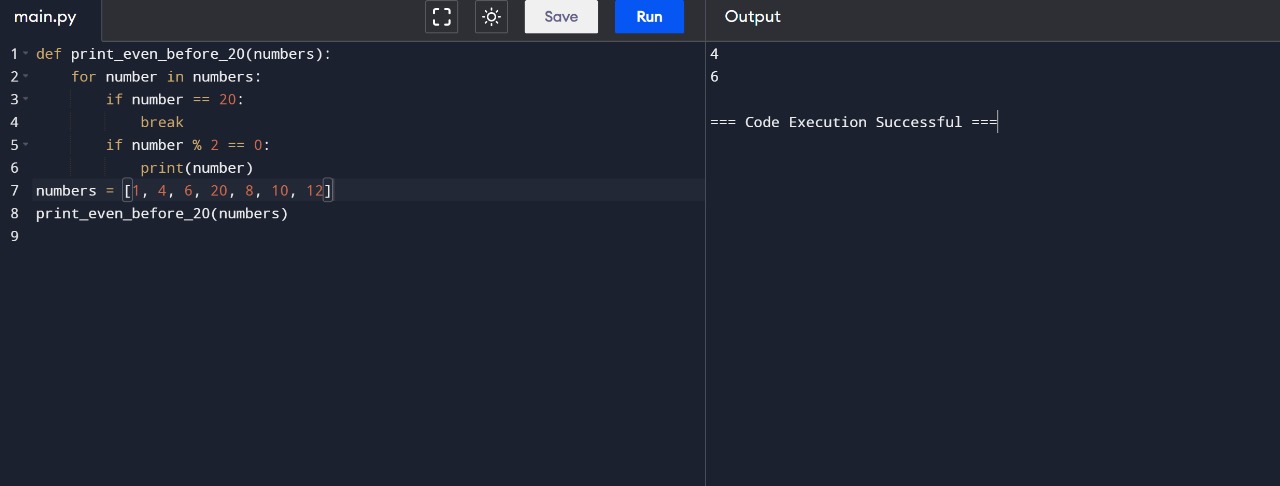 main.py Save Run Output
1 def print_even_before_20(numbers):
2     for number in numbers:
3         if number == 20:
4             break
5         if number % 2 == 0:
6             print(number)
7 numbers = [1, 4, 6, 20, 8, 10, 12]
8 print_even_before_20(numbers)
9
4
6
=== Code Execution Successful ===